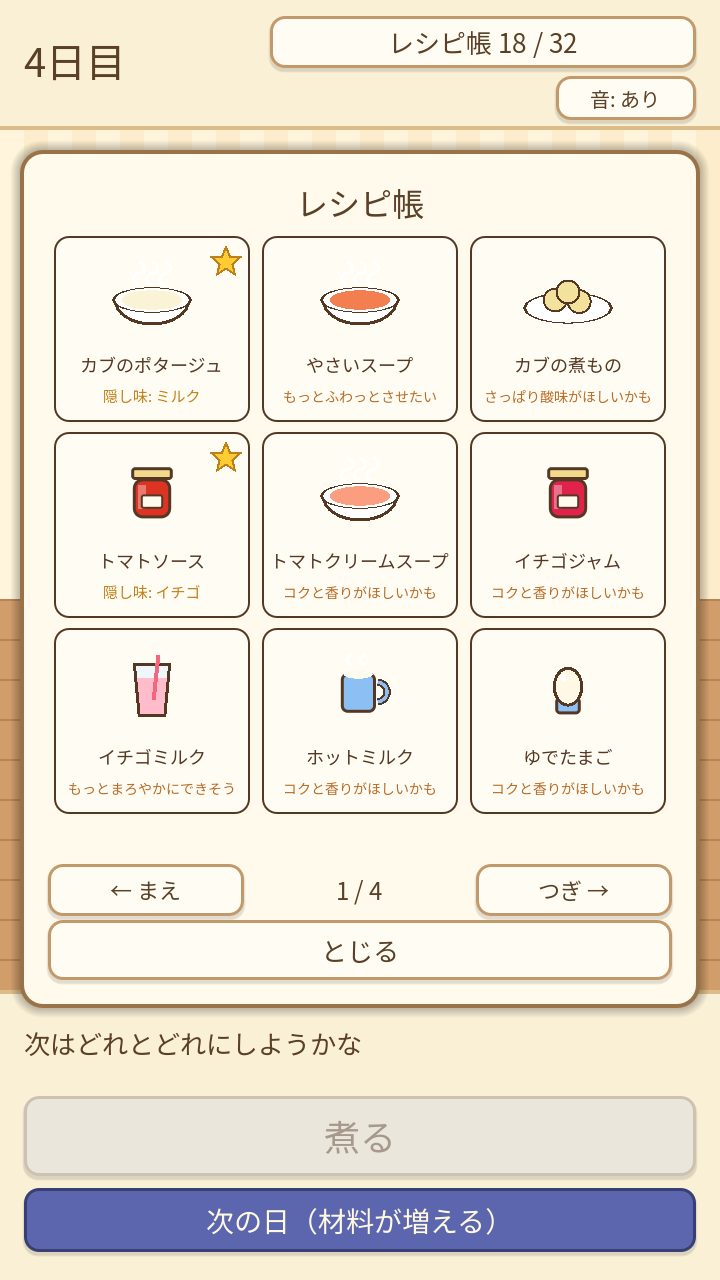 4日目
レシピ帳 18 / 32
音: あり
レシピ帳
カブのポタージュ
隠し味: ミルク
やさいスープ
もっとふわっとさせたい
カブの煮もの
さっぱり酸味がほしいかも
トマトソース
隠し味: イチゴ
トマトクリームスープ
コクと香りがほしいかも
イチゴジャム
コクと香りがほしいかも
イチゴミルク
もっとまろやかにできそう
ホットミルク
コクと香りがほしいかも
ゆでたまご
コクと香りがほしいかも
← まえ
1 / 4
つぎ →
とじる
次はどれとどれにしようかな
煮る
次の日（材料が増える）